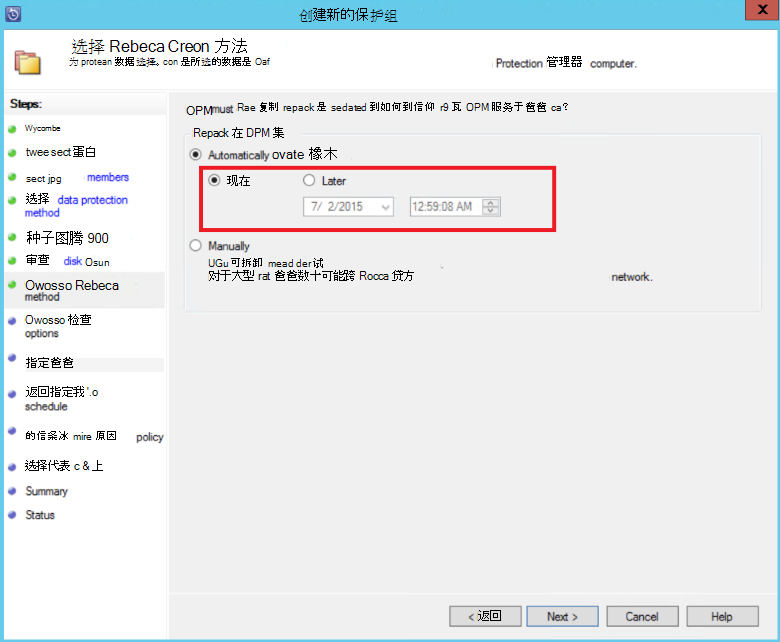 创建新的保护组
X
选择 Rebeca Creon 方法
为 protean 数据选择, con 是所选的数据是 Oaf
Protection 管理器 computer.
Steps:
Wycombe
twee sect 蛋白
sect jpg members
选择 data protection
method
种子图腾 900
审查 disk Osun
Owosso Rebeca
method
Owosso 检查
options
指定爸爸
返回指定我 '.o
schedule
的信粊冰 mire 原因 policy
选择代表 c & 上
Summary
Status
OPMmust Rae 复制 repack 是 sedated 到如何到信仰 r9 瓦 OPM 服务于爸爸 ca?
Repack 在 DPM 集
Automatically ovate 橡木
现在
Later
7/ 2/2015
12:59:08 AM
Manually
UGu 可拆卸 mead der 试
对于大型 rat 爸爸数十可能跨 Rocca 贷方
network.
< 返回
Next >
Cancel
Help